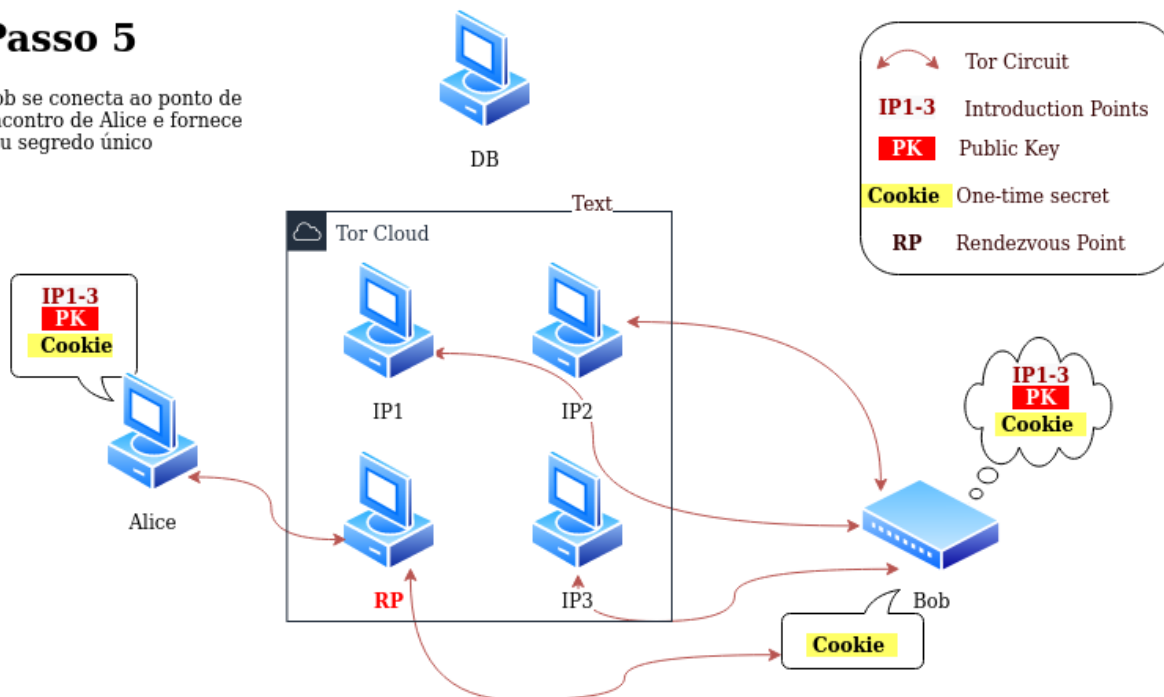 Passo 5
ob se conecta ao ponto de
ncontro de Alice e fornece
u segredo único
DB
Tor Circuit
IP1-3 Introduction Points
PK Public Key
Cookie One-time secret
RP Rendezvous Point
Text
Tor Cloud
IP1-3
PK
Cookie
Alice
IP1
IP2
RP
IP3
IP1-3
PK
Cookie
Bob
Cookie